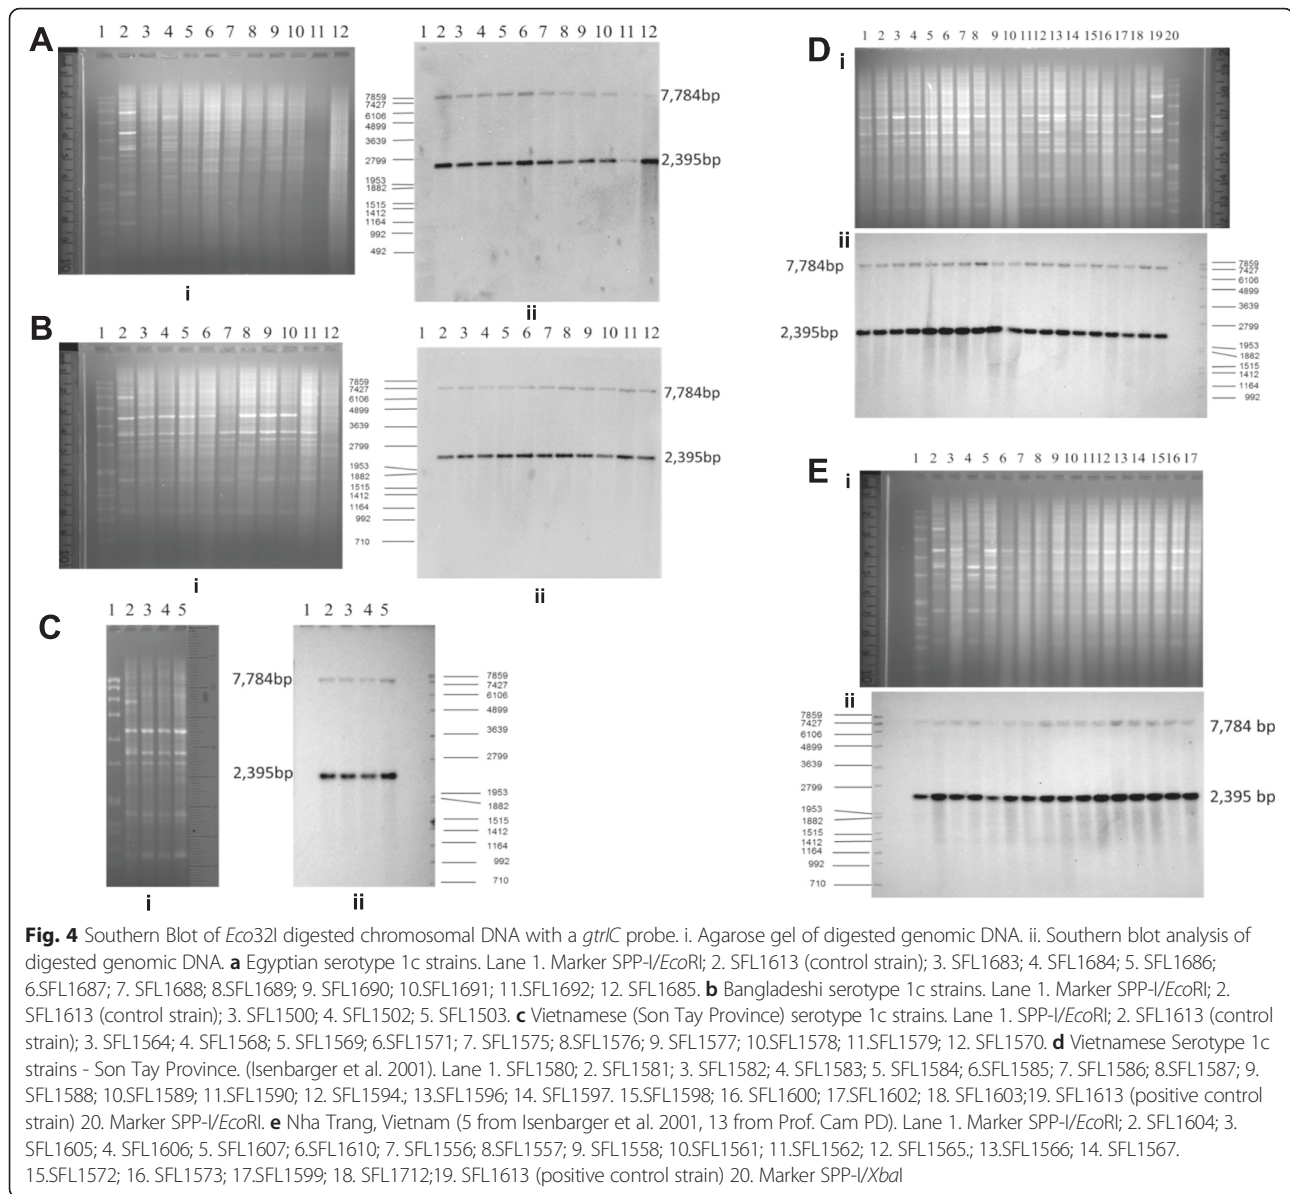 A
1 2 3 4 5 6 7 8 9 10 11 12
1 2 3 4 5 6 7 8 9 10 11 12
7859
7427
6106
4899
3639
2799
1953
1882
1515
1412
1164
992
492
7,784bp
2,395bp
i
ii
B
1 2 3 4 5 6 7 8 9 10 11 12
1 2 3 4 5 6 7 8 9 10 11 12
7859
7427
6106
4899
3639
2799
1953
1882
1515
1412
1164
992
710
7,784bp
2,395bp
i
ii
C
1 2 3 4 5
1 2 3 4 5
7,784bp
2,395bp
7859
7427
6106
4899
3639
2799
1953
1882
1515
1412
1164
992
710
i
ii
D
i
1 2 3 4 5 6 7 8 9 10 11 12 13 14 15 16 17 18 19 20
ii
7,784bp
2,395bp
7859
7427
6106
4899
3639
2799
1953
1882
1515
1412
1164
992
E
i
1 2 3 4 5 6 7 8 9 10 11 12 13 14 15 16 17
ii
7859
7427
6106
4899
3639
2799
1953
1882
1515
1412
1164
992
710
7,784 bp
2,395 bp
Fig. 4 Southern Blot of Eco32I digested chromosomal DNA with a gtrIC probe. i. Agarose gel of digested genomic DNA. ii. Southern blot analysis of
digested genomic DNA. a Egyptian serotype 1c strains. Lane 1. Marker SPP-I/EcoRI; 2. SFL1613 (control strain); 3. SFL1683; 4. SFL1684; 5. SFL1686;
6.SFL1687; 7. SFL1688; 8.SFL1689; 9. SFL1690; 10.SFL1691; 11.SFL1692; 12. SFL1685. b Bangladeshi serotype 1c strains. Lane 1. Marker SPP-I/EcoRI; 2.
SFL1613 (control strain); 3. SFL1500; 4. SFL1502; 5. SFL1503. c Vietnamese (Son Tay Province) serotype 1c strains. Lane 1. SPP-I/EcoRI; 2. SFL1613 (control
strain); 3. SFL1564; 4. SFL1568; 5. SFL1569; 6.SFL1571; 7. SFL1575; 8.SFL1576; 9. SFL1577; 10.SFL1578; 11.SFL1579; 12. SFL1570. d Vietnamese Serotype 1c
strains - Son Tay Province. (Isenbarger et al. 2001). Lane 1. SFL1580; 2. SFL1581; 3. SFL1582; 4. SFL1583; 5. SFL1584; 6.SFL1585; 7. SFL1586; 8.SFL1587; 9.
SFL1588; 10.SFL1589; 11.SFL1590; 12. SFL1594.; 13.SFL1596; 14. SFL1597. 15.SFL1598; 16. SFL1600; 17.SFL1602; 18. SFL1603;19. SFL1613 (positive control
strain) 20. Marker SPP-I/EcoRI. e Nha Trang, Vietnam (5 from Isenbarger et al. 2001, 13 from Prof. Cam PD). Lane 1. Marker SPP-I/EcoRI; 2. SFL1604; 3.
SFL1605; 4. SFL1606; 5. SFL1607; 6.SFL1610; 7. SFL1556; 8.SFL1557; 9. SFL1558; 10.SFL1561; 11.SFL1562; 12. SFL1565.; 13.SFL1566; 14. SFL1567.
15.SFL1572; 16. SFL1573; 17.SFL1599; 18. SFL1712;19. SFL1613 (positive control strain) 20. Marker SPP-I/XbaI